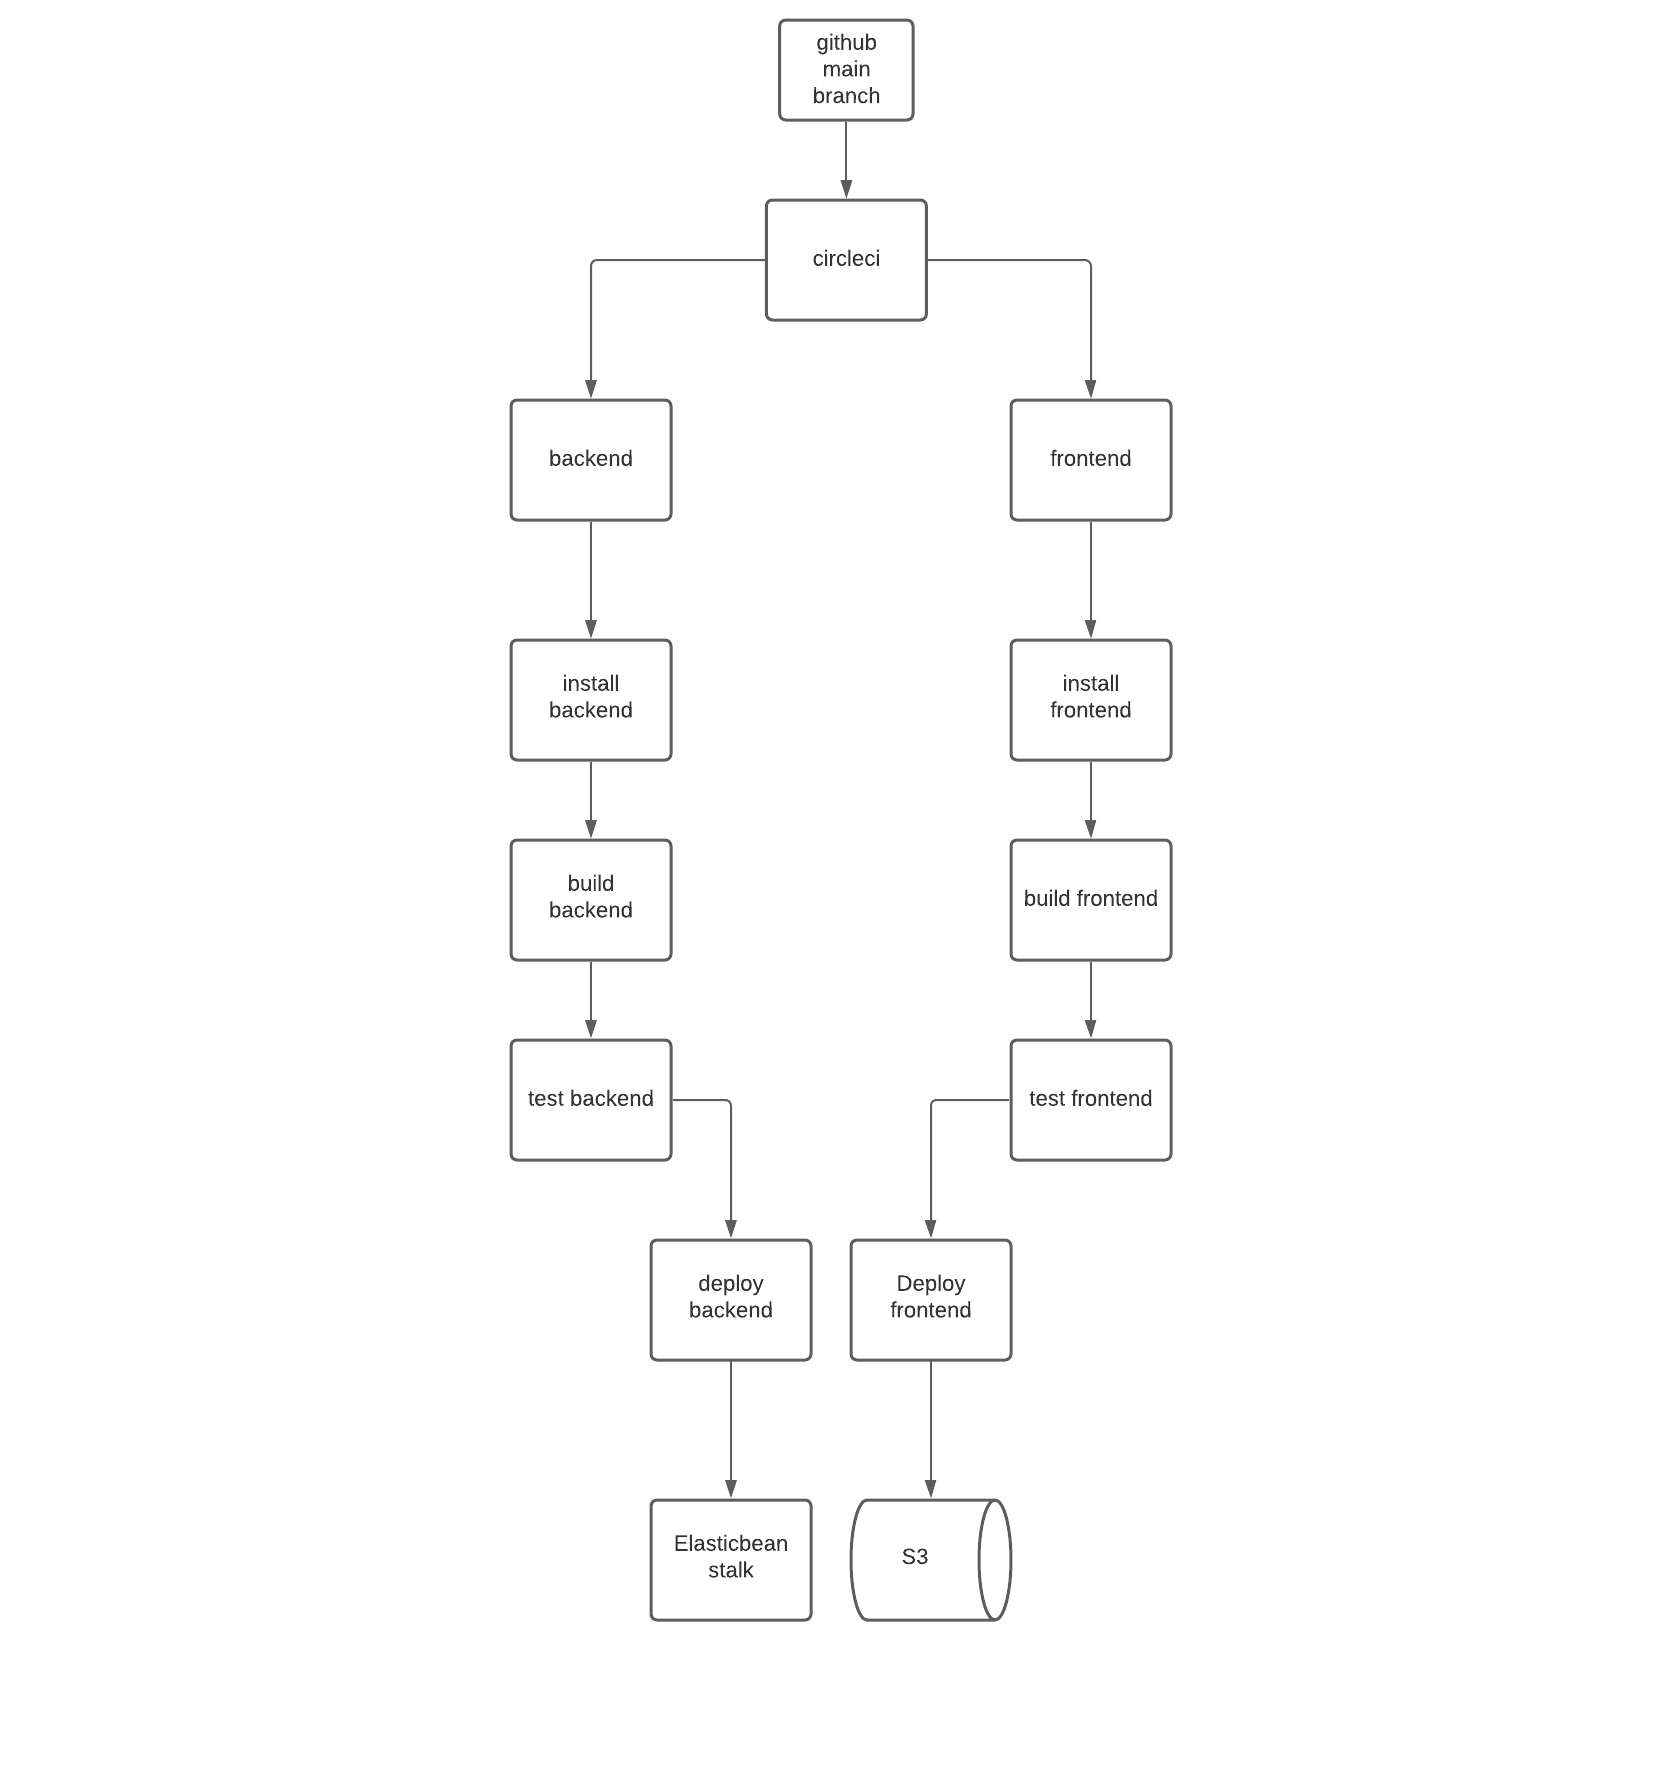 github
main
branch
circleci
backend
frontend
install
backend
install
frontend
build
backend
build frontend
test backend
test frontend
deploy
backend
Deploy
frontend
Elasticbean
stalk
S3